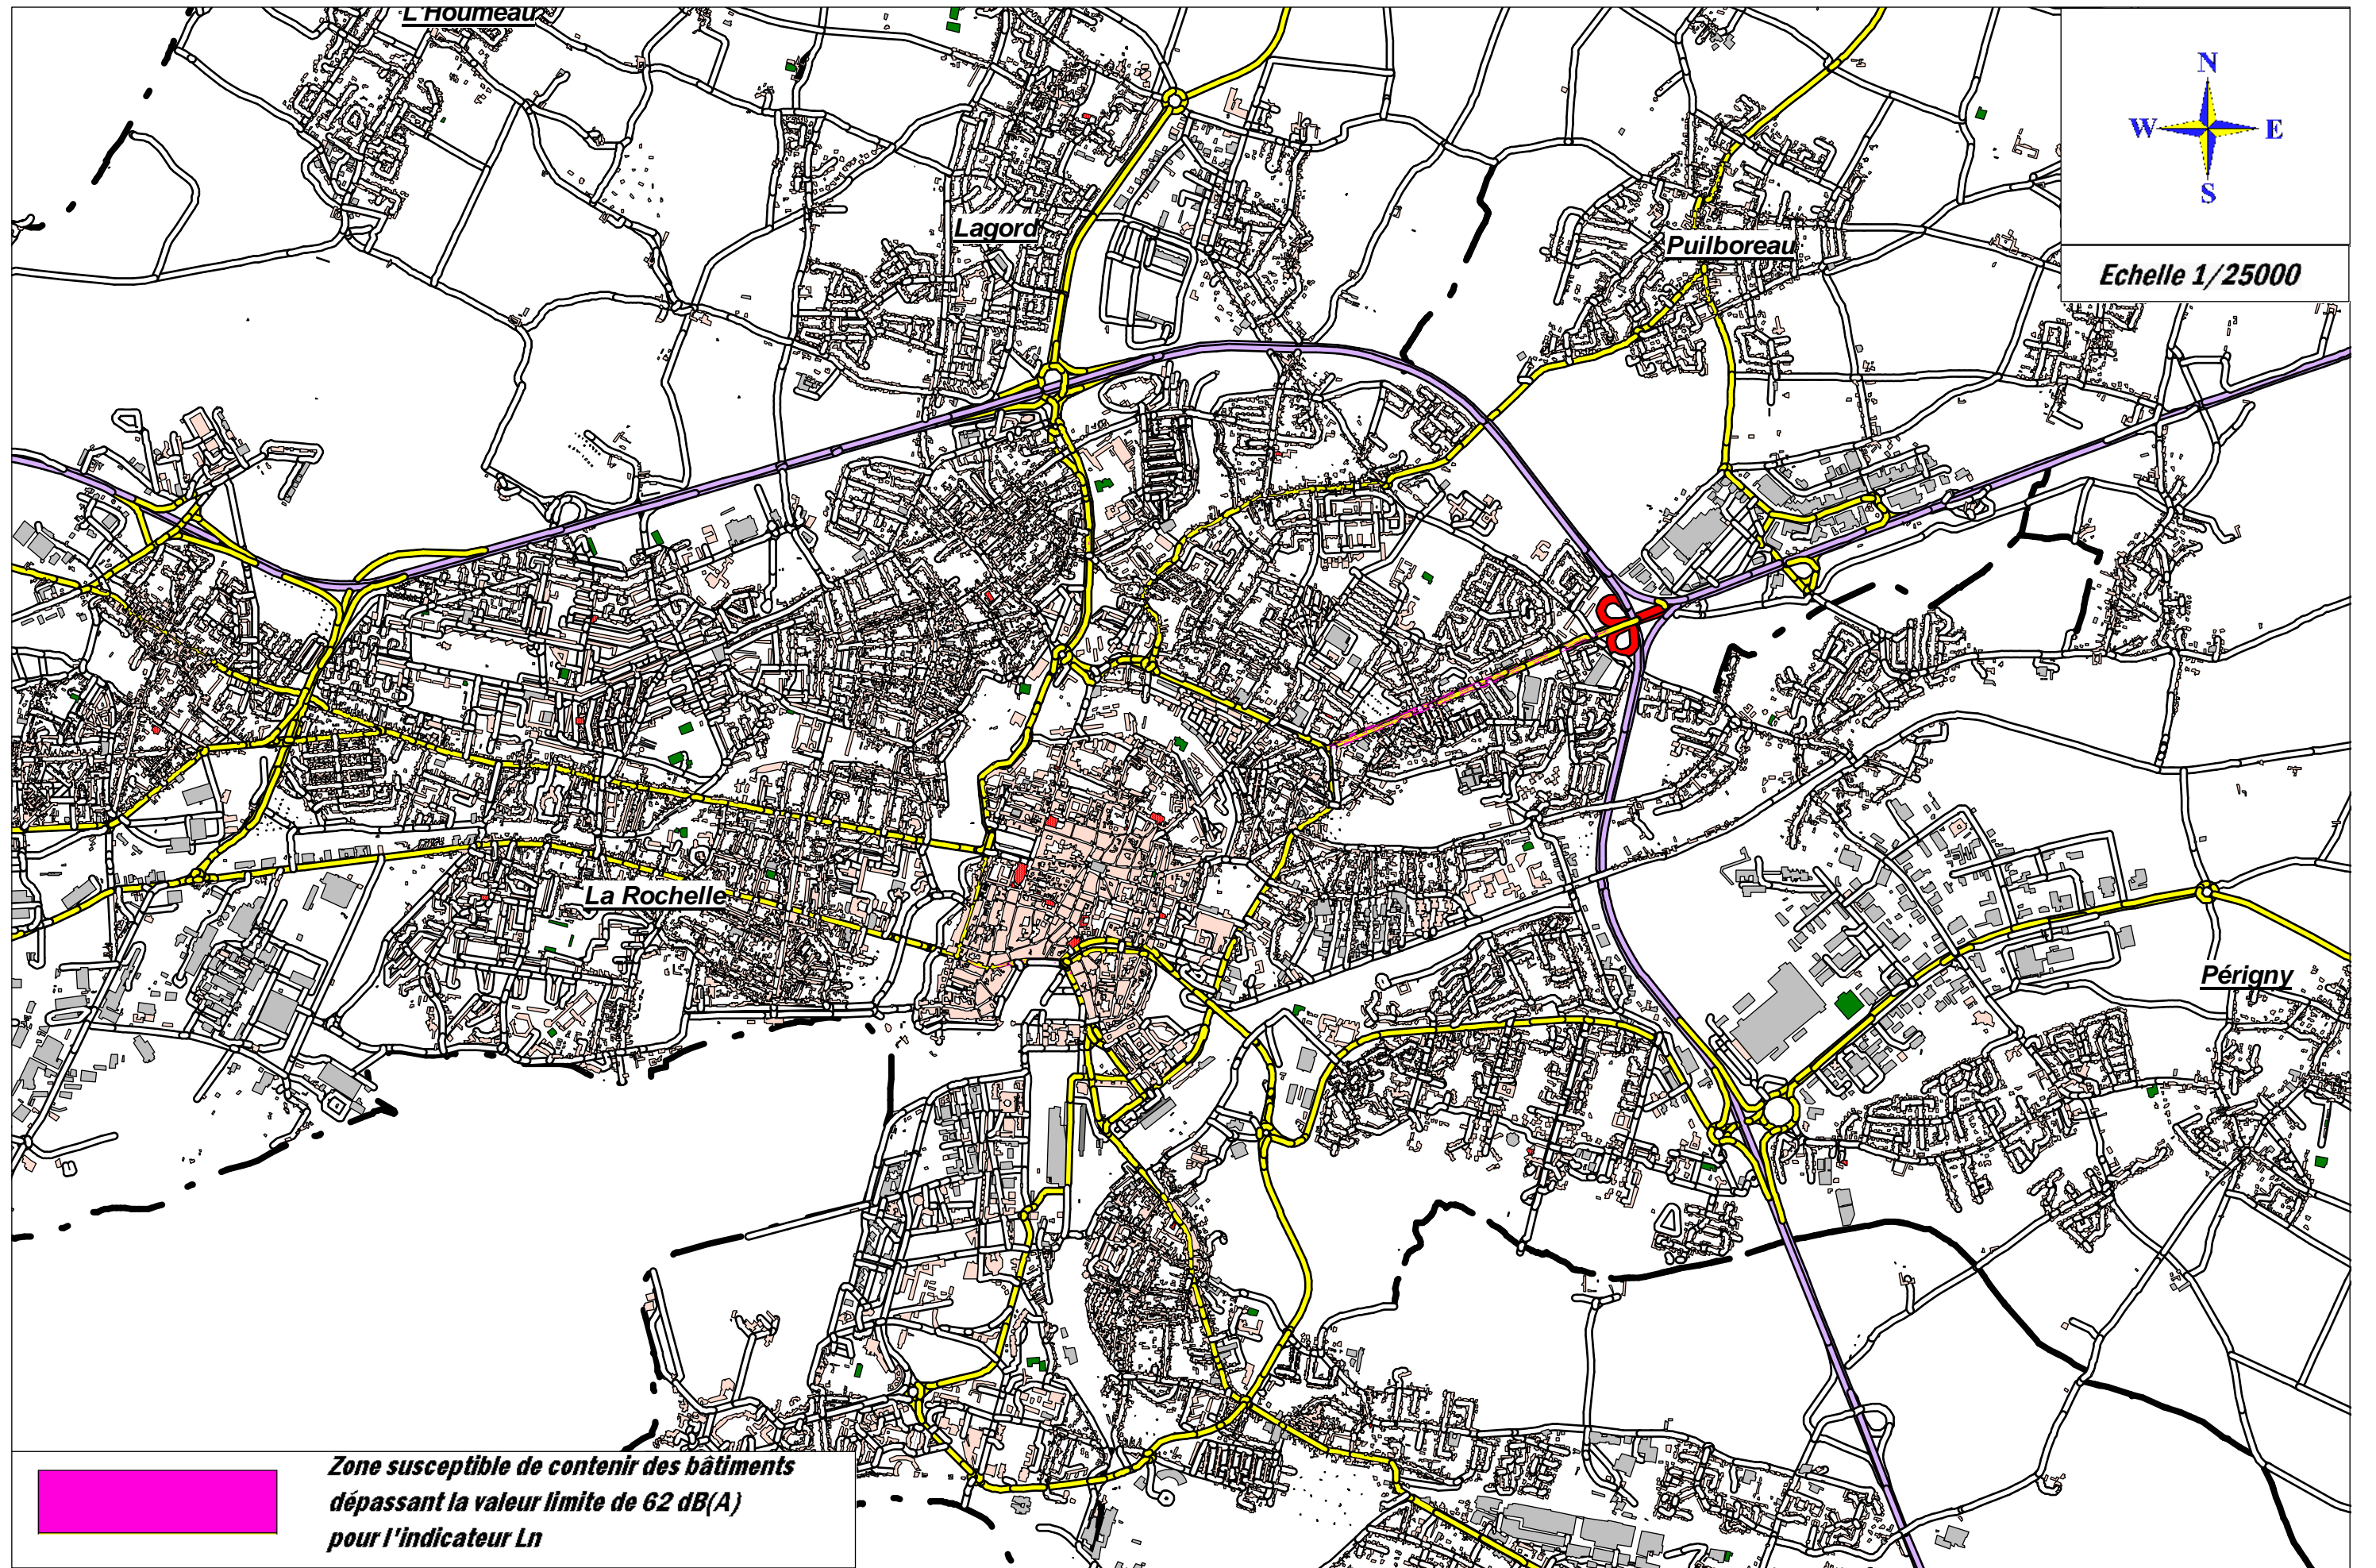 L'Houmeau
N
W E
S
Lagord
Puilboreau
Echelle 1/25000
La Rochelle
Périgny
Zone susceptible de contenir des bâtiments
dépassant la valeur limite de 62 dB(A)
pour l'indicateur Ln